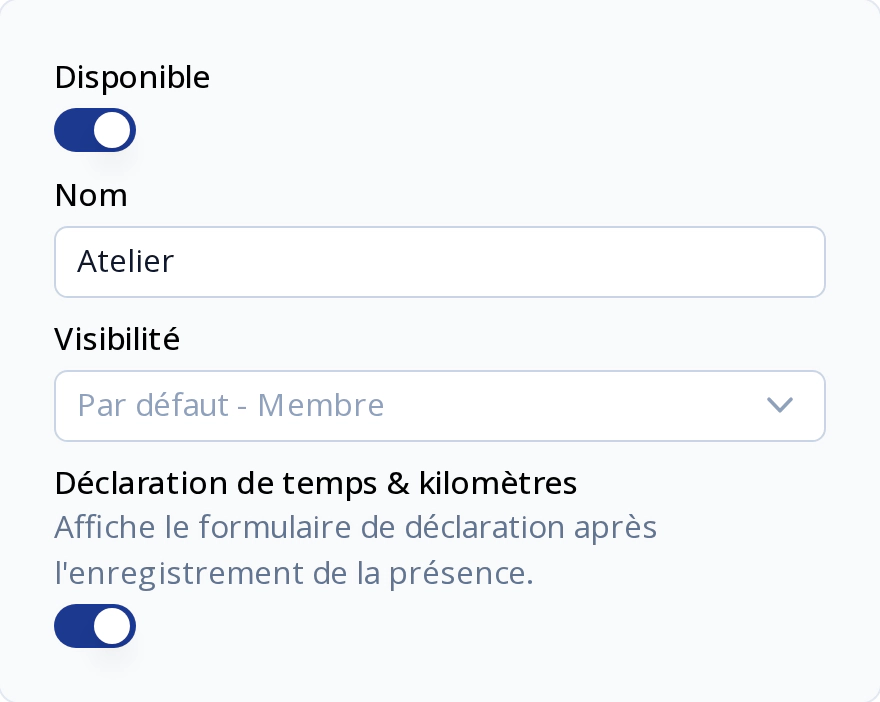 Disponible
Nom
Atelier
Visibilité
Par défaut - Membre
Déclaration de temps & kilomètres
Affiche le formulaire de déclaration après
l'enregistrement de la présence.